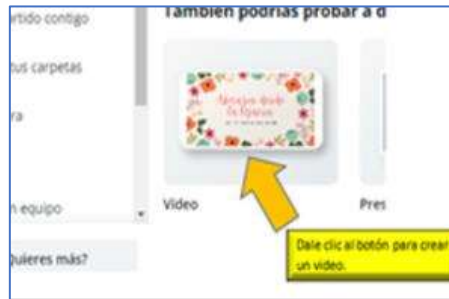 rtido contigo
También podrías probar a d
tus carpetas
ra
n equipo
Video
Pres
uieres más?
Dale clic al botón para crear
un video.